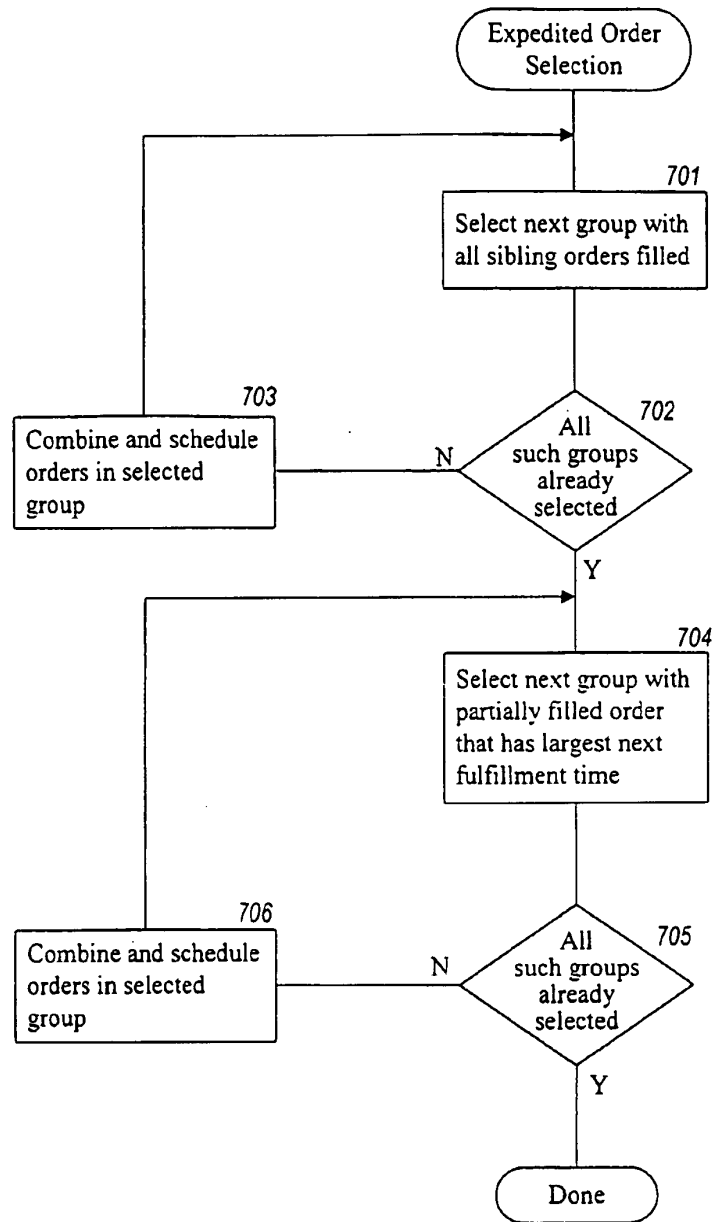 Expedited Order
Selection
701
Select next group with
all sibling orders filled
703
Combine and schedule
orders in selected
group
702
All
such groups
already
selected
N
Y
704
Select next group with
partially filled order
that has largest next
fulfillment time
706
Combine and schedule
orders in selected
group
705
All
such groups
already
selected
N
Y
Done